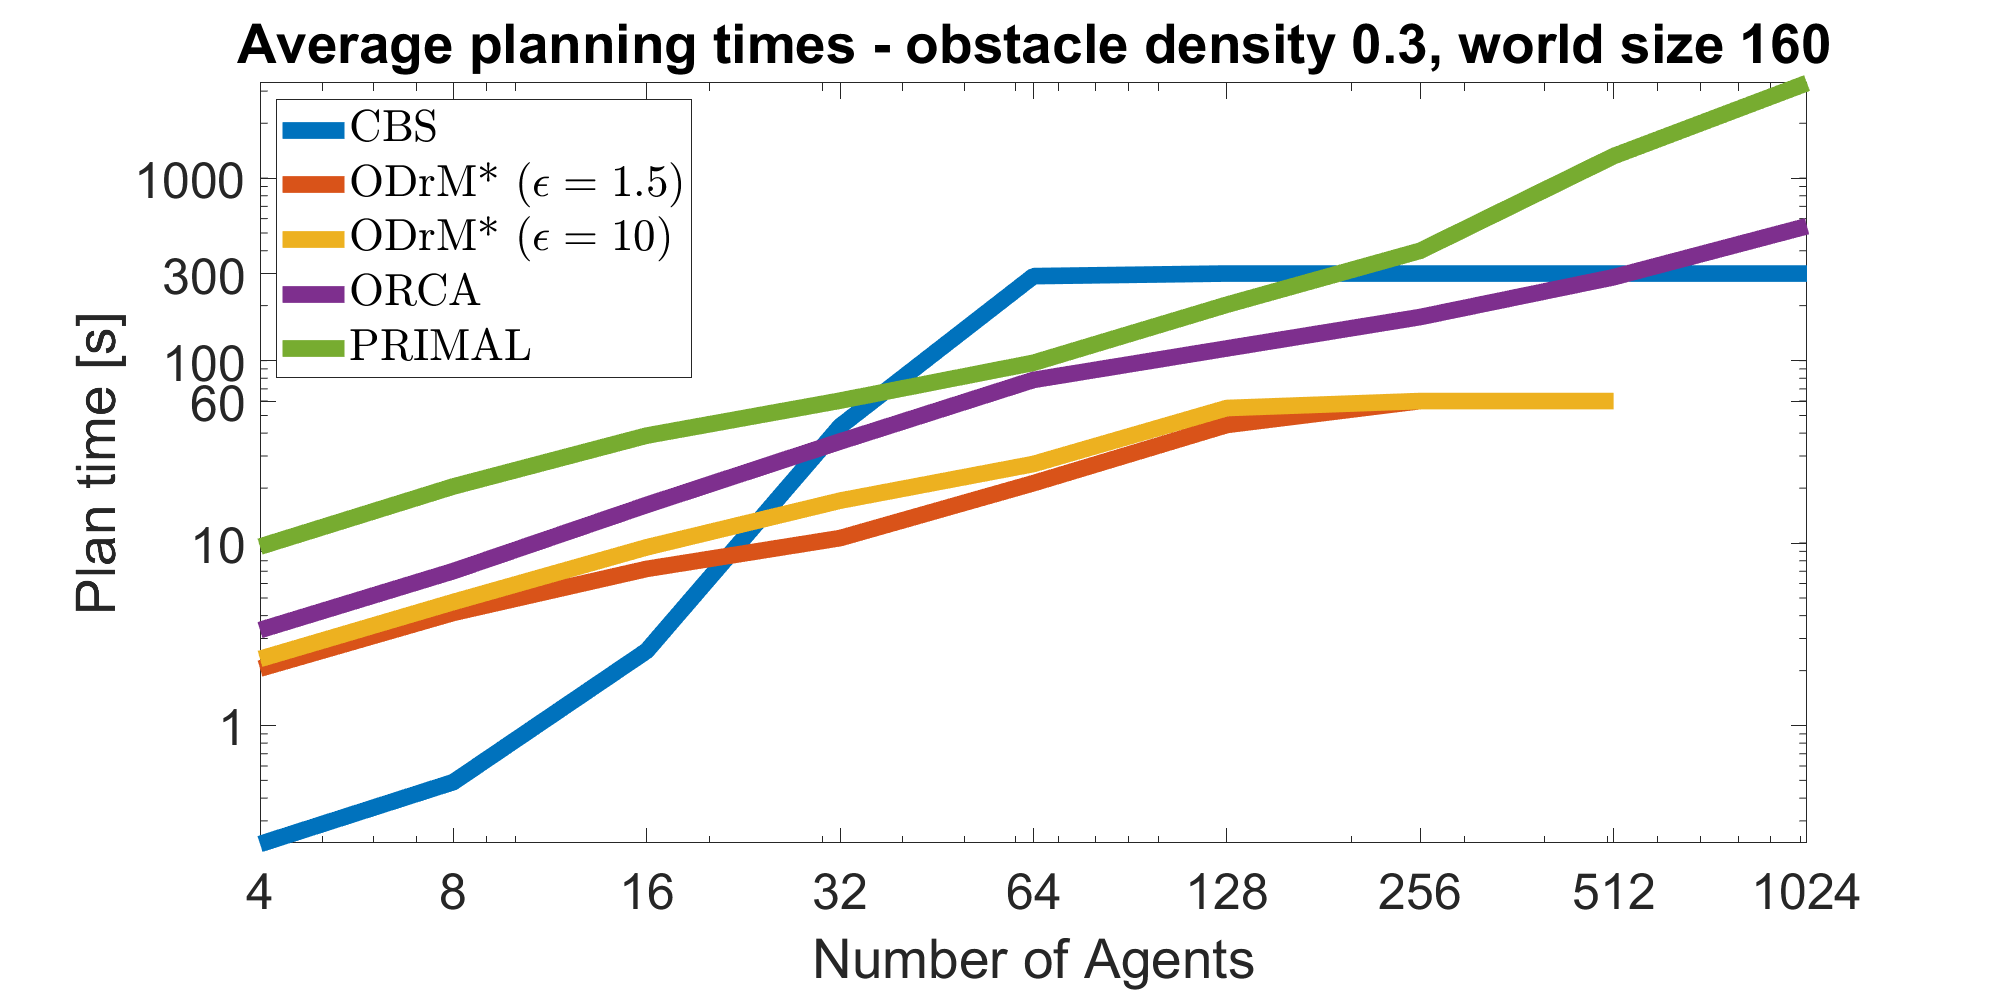 Average planning times - obstacle density 0.3, world size 160
CBS
ODrM* (ϵ = 1.5)
ODrM* (ϵ = 10)
ORCA
PRIMAL
Plan time [s]
1000
300
100
60
10
1
4 8 16 32 64 128 256 512 1024
Number of Agents